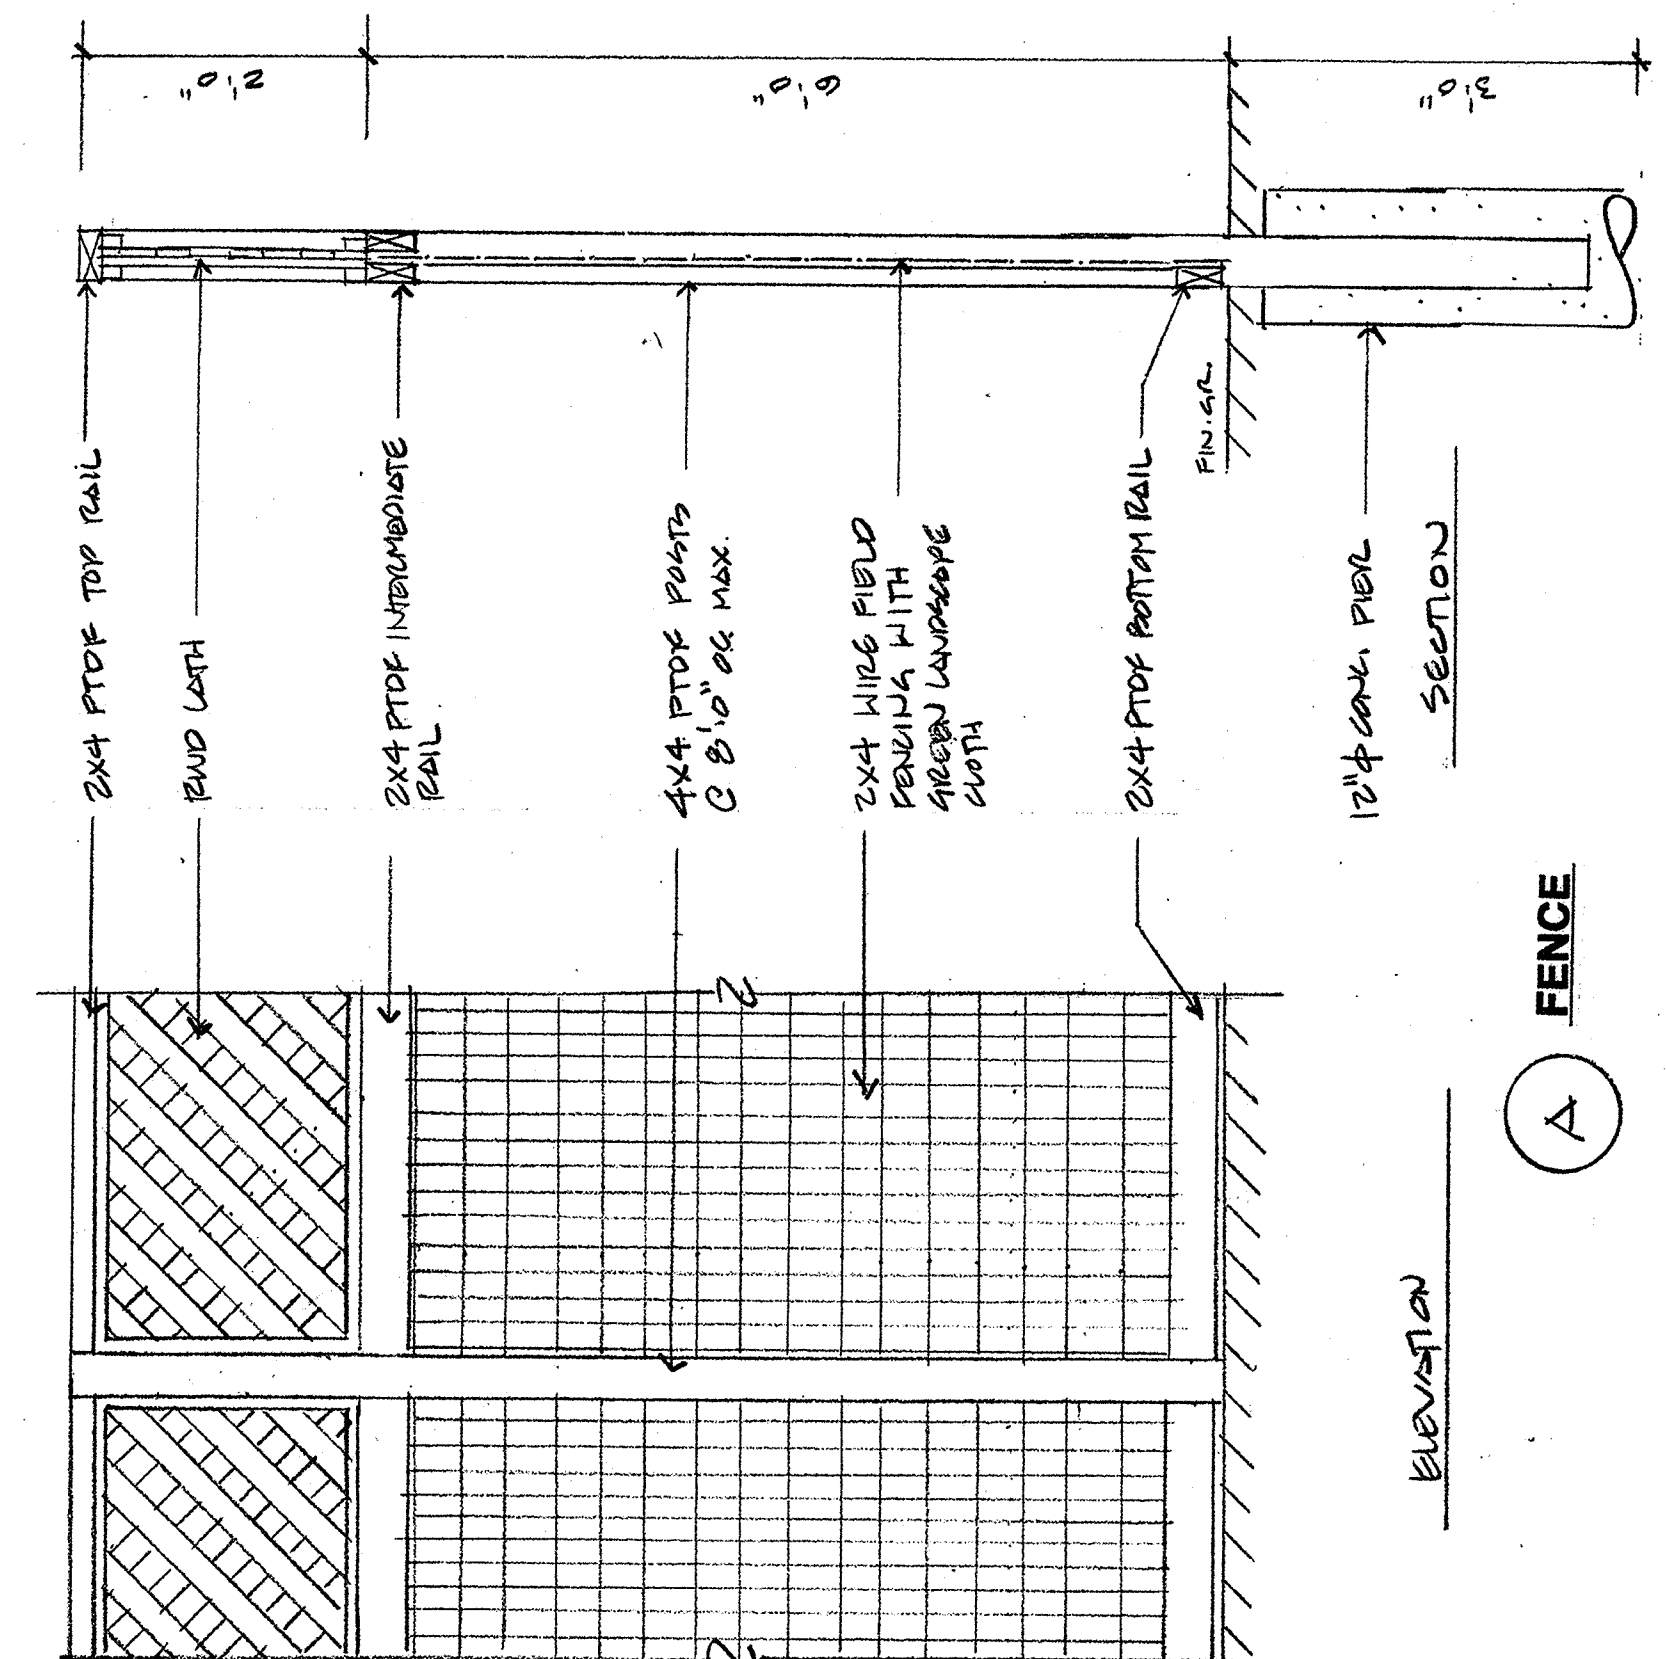 2'0"
6'0"
3'0"
2X4 PTDF TOP RAIL
RWD LATH
2X4 PTDF INTERMEDIATE
RAIL
4X4 PTDF POSTS
@ 8'0" OC MAX.
2X4 WIRE FIELD
FENCING WITH
GREEN LANDSCAPE
CLOTH
2X4 PTDF BOTTOM RAIL
FIN. GR.
12" ϕ CONC. PIER
SECTION
ELEVATION
A
FENCE